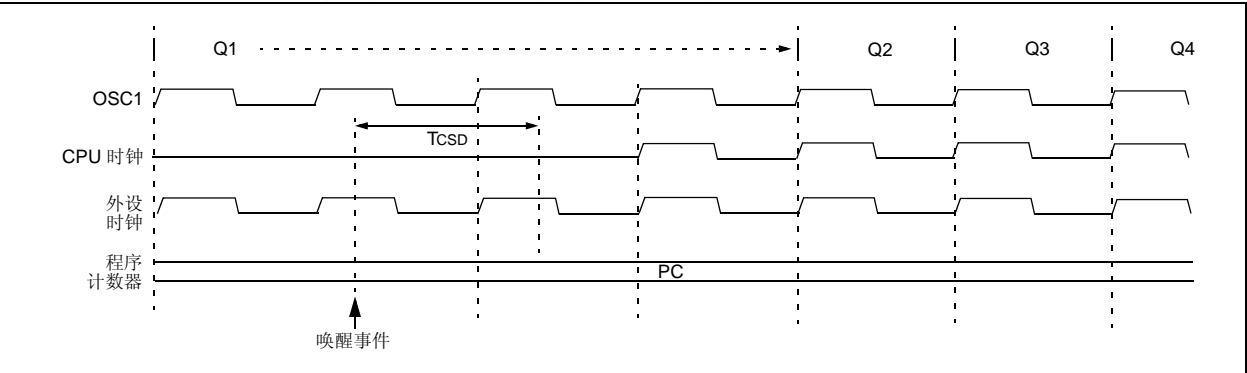 Q1
Q2
Q3
Q4
OSC1
TCSD
CPU 时钟
外设
时钟
程序
计数器
PC
唤醒事件